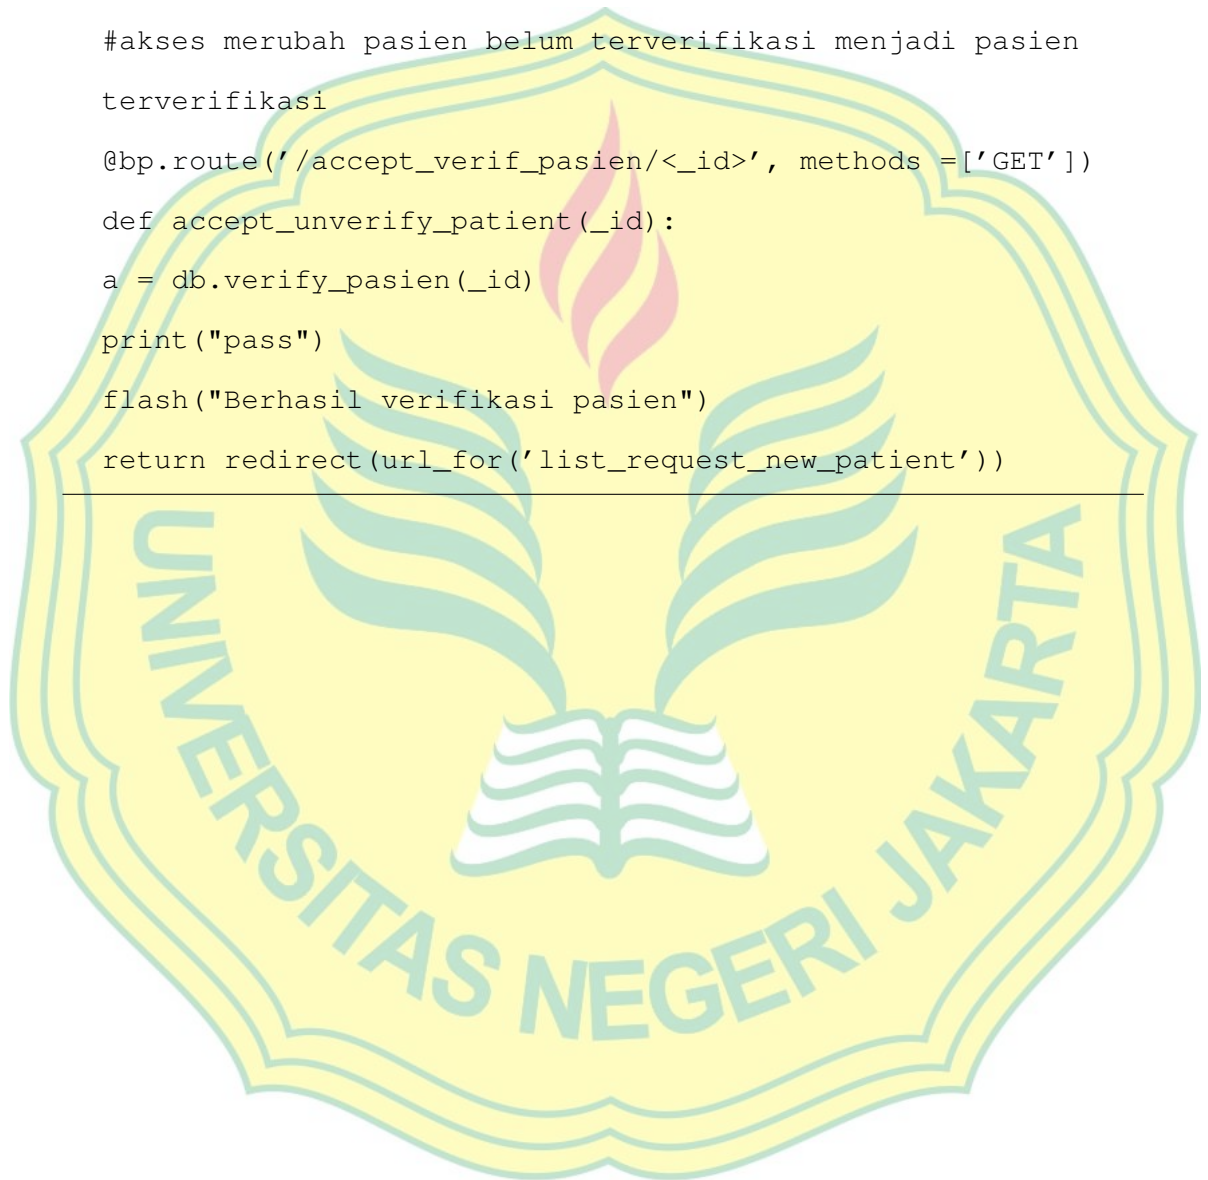 #akses merubah pasien belum terverifikasi menjadi pasien
terverifikasi
@bp.route('/accept_verif_pasien/<_id>', methods =['GET'])
def accept_unverify_patient(_id):
a = db.verify_pasien(_id)
print("pass")
flash("Berhasil verifikasi pasien")
return redirect(url_for('list_request_new_patient'))
UNIVERSITAS NEGERI JAKARTA